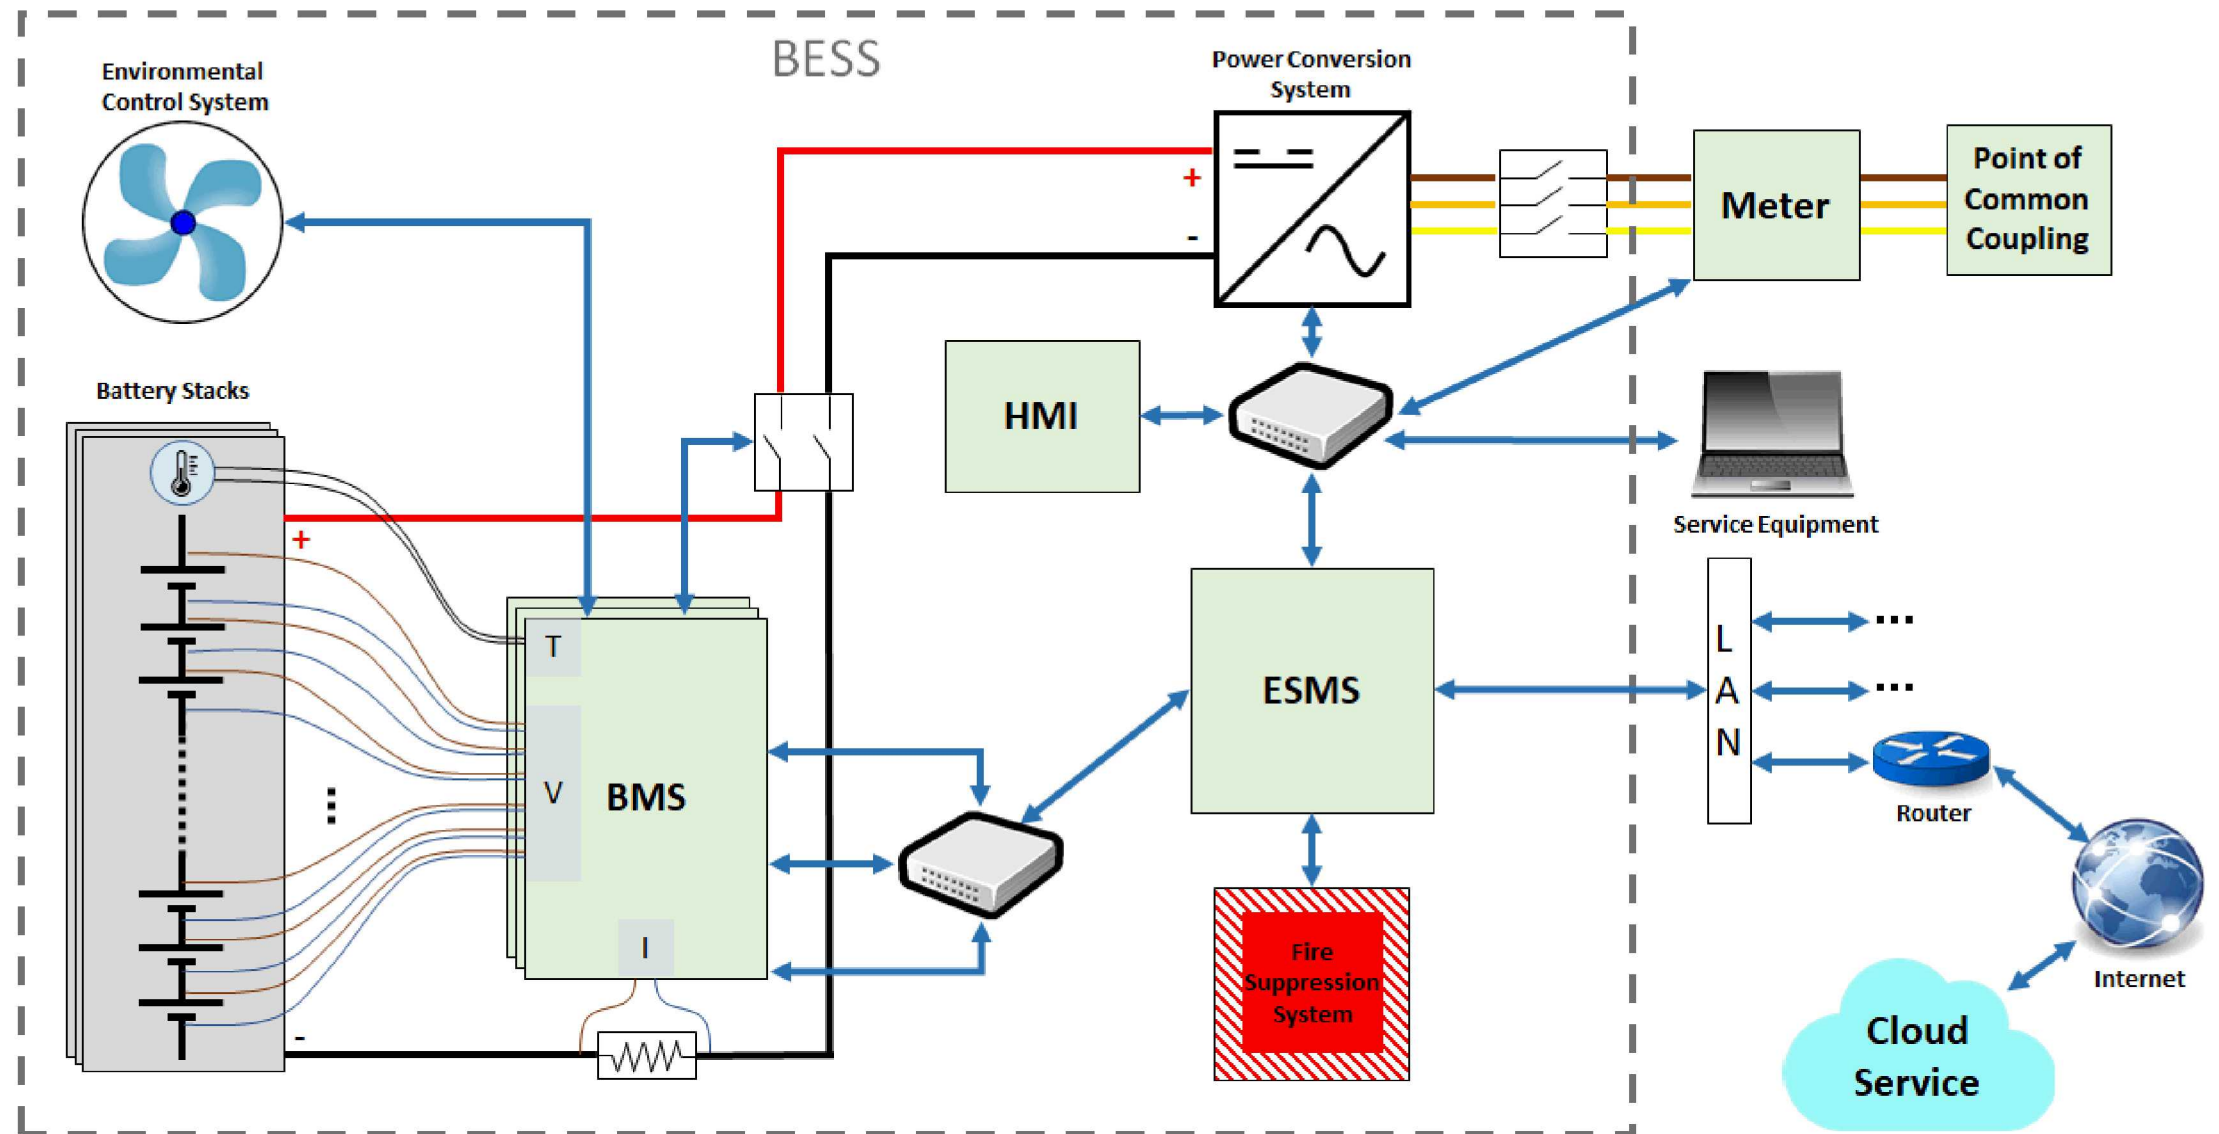 BESS
Environmental
Control System
Power Conversion
System
+
-
Meter
Point of
Common
Coupling
Battery Stacks
HMI
Service Equipment
+
T
V
BMS
I
-
ESMS
L
A
N
...
...
Router
Fire
Suppression
System
Internet
Cloud
Service